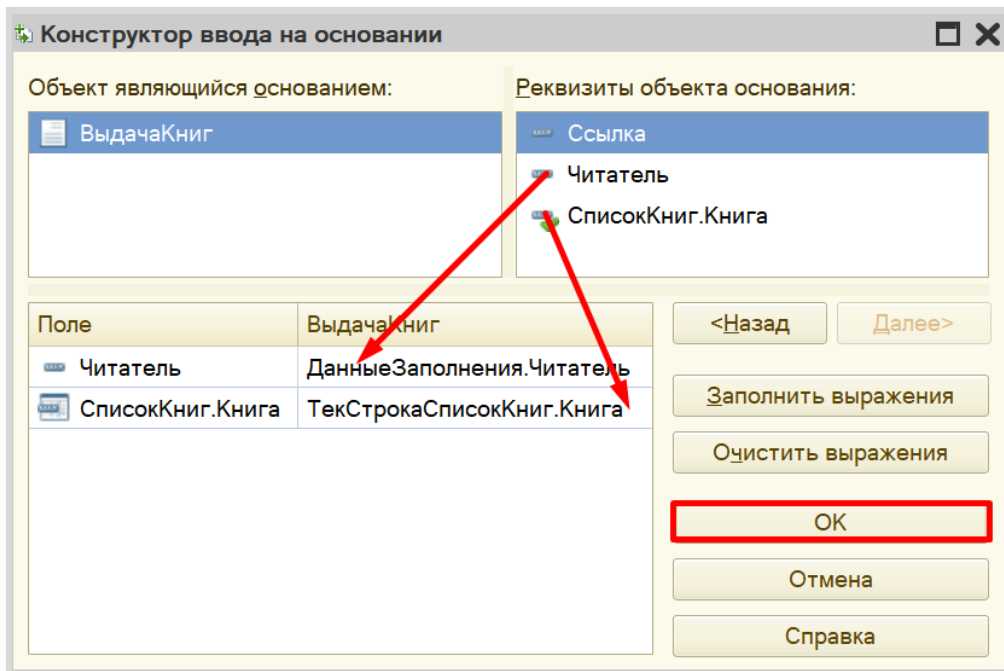 Конструктор ввода на основании
Объект являющийся основанием:
Реквизиты объекта основания:
ВыдачаКниг
Ссылка
Читатель
СписокКниг.Книга
Поле
ВыдачаКниг
Читатель
ДанныеЗаполнения.Читатель
СписокКниг.Книга
ТекСтрокаСписокКниг.Книга
<Назад
Далее>
Заполнить выражения
Очистить выражения
ОК
Отмена
Справка